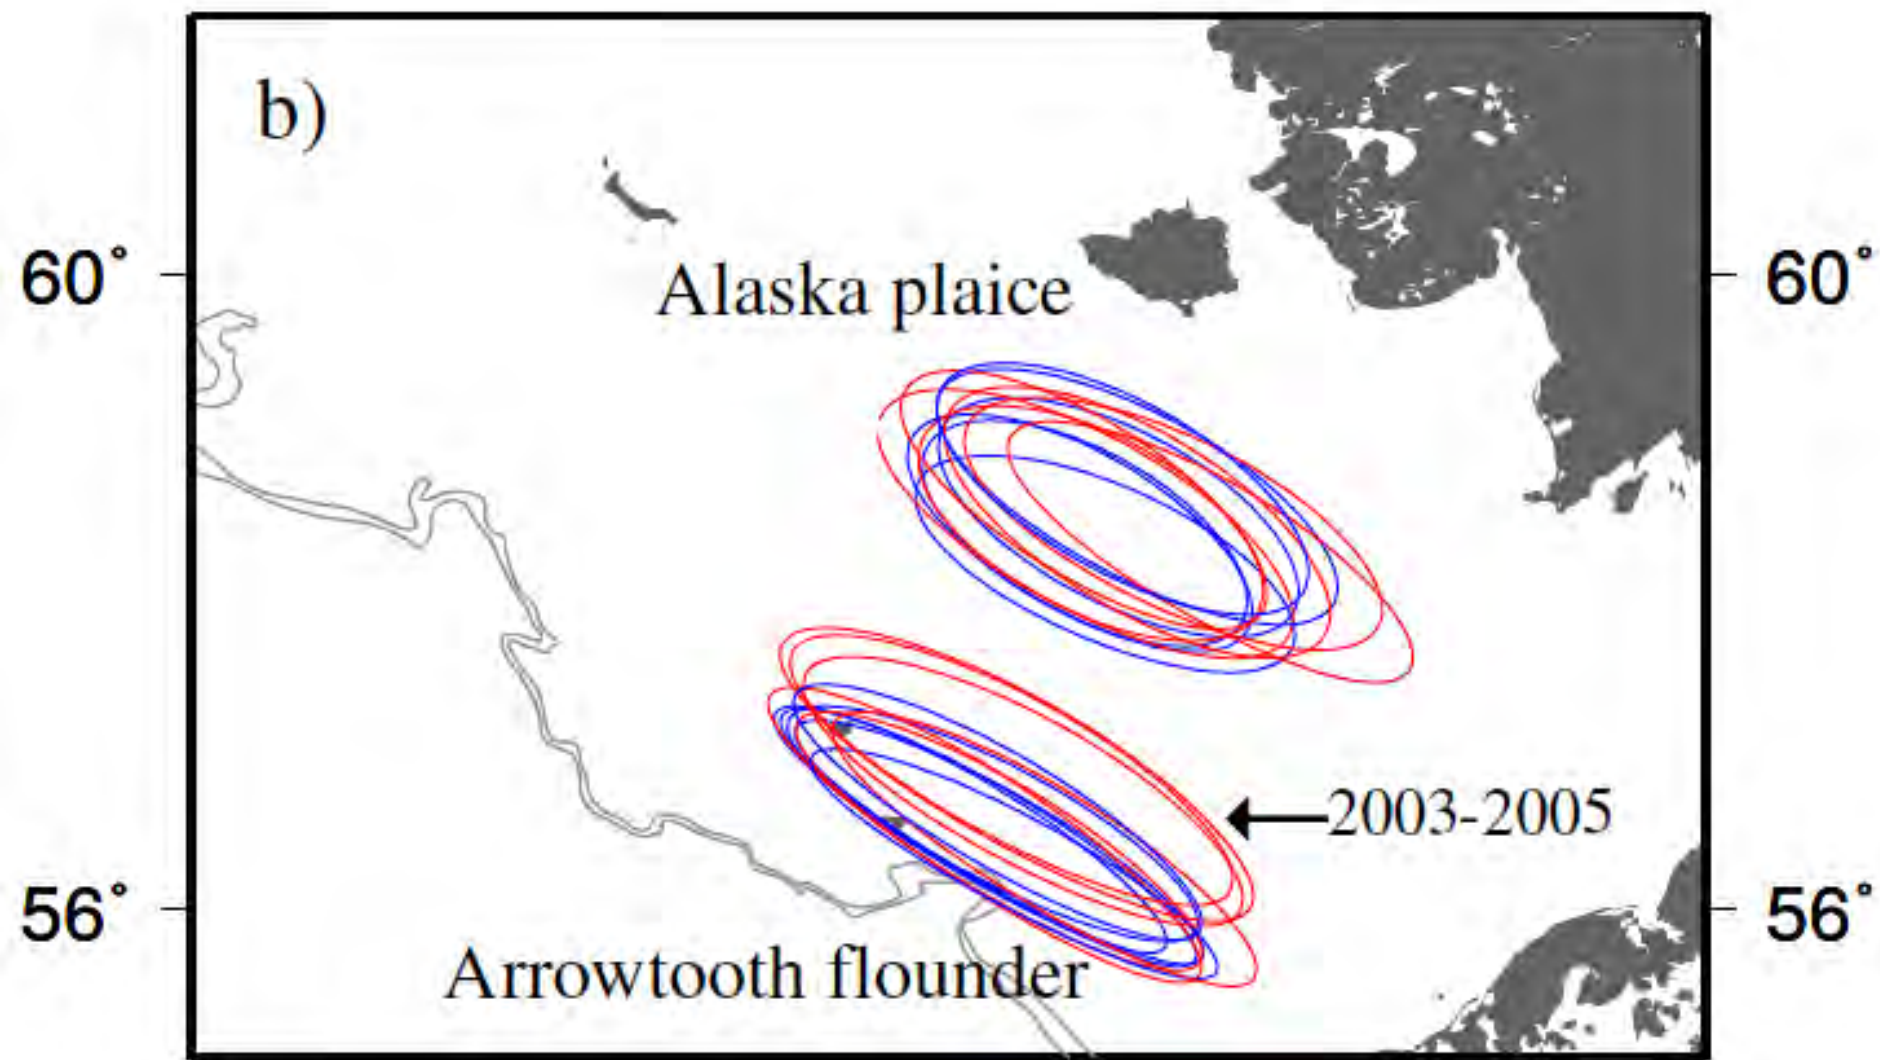 b)
60° 60°
Alaska plaice
2003-2005
56° 56°
Arrowtooth flounder